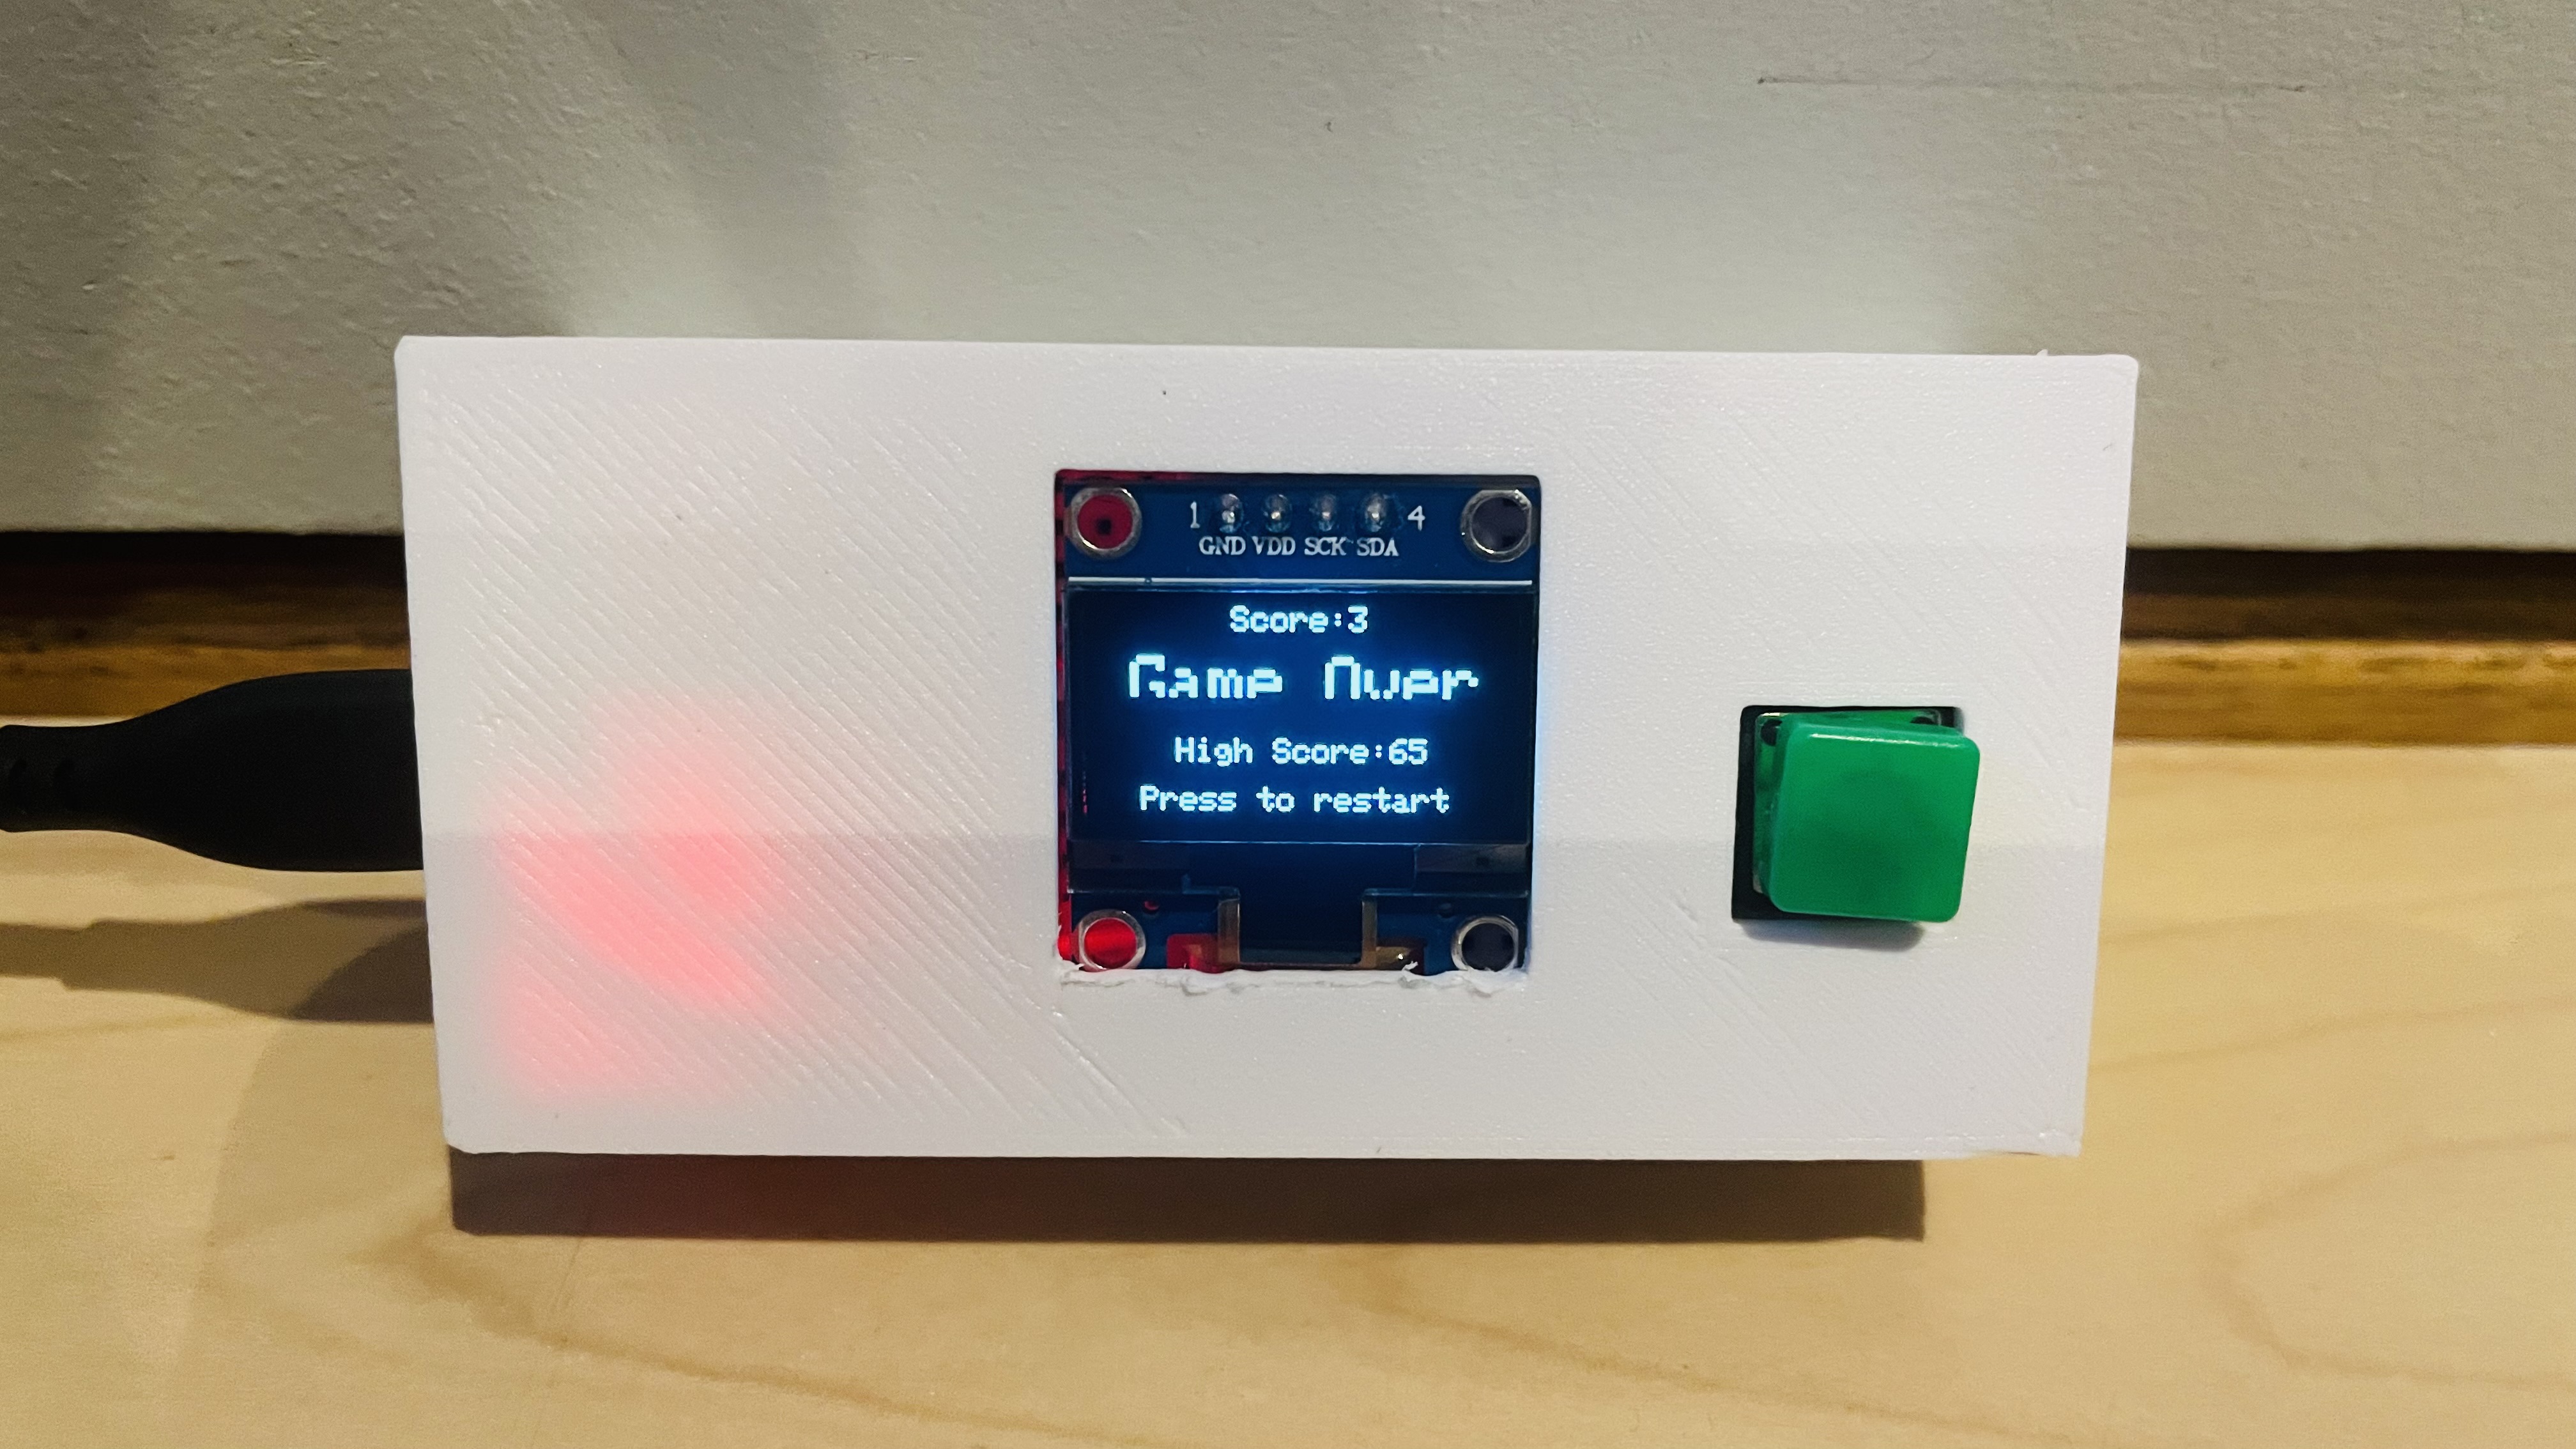 1 4
GND VDD SCK SDA
Score:3
Game Over
High Score:65
Press to restart